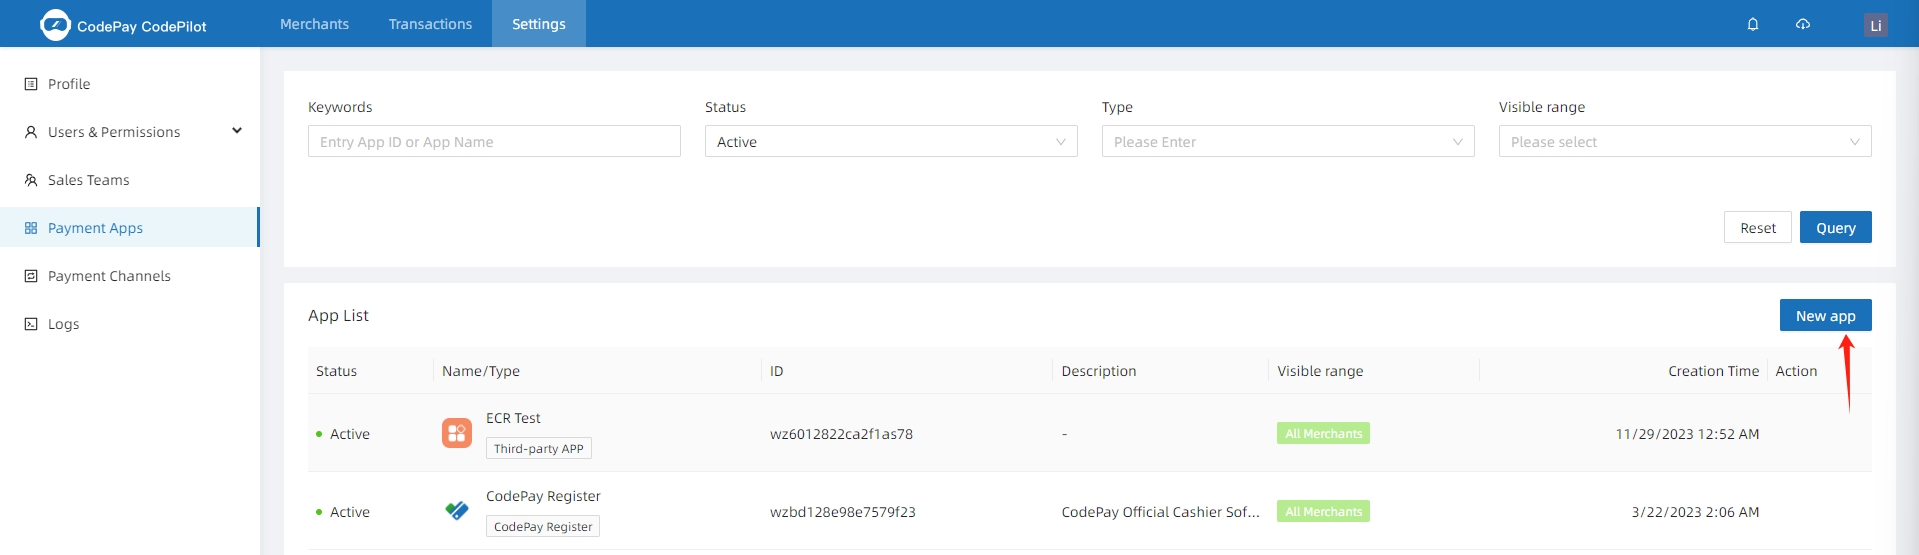 CodePay CodePilot
Merchants
Transactions
Settings
Li
Profile
Users & Permissions
Sales Teams
Payment Apps
Payment Channels
Logs
Keywords
Status
Type
Visible range
Entry App ID or App Name
Active
Please Enter
Please select
Reset
Query
App List
New app
Status
Name/Type
ID
Description
Visible range
Creation Time
Action
Active
ECR Test
Third-party APP
wz6012822ca2f1as78
-
All Merchants
11/29/2023 12:52 AM
Active
CodePay Register
CodePay Register
wzbd128e98e7579f23
CodePay Official Cashier Sof...
All Merchants
3/22/2023 2:06 AM